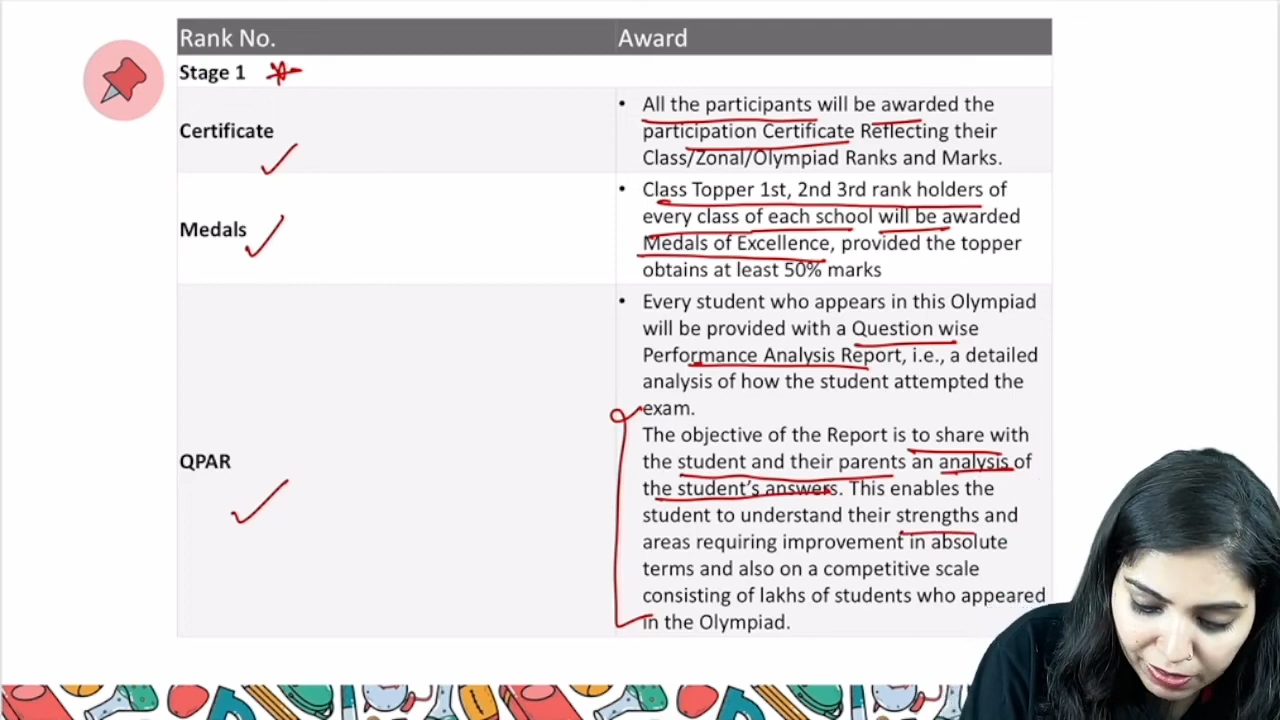 Rank No. Award
Stage 1
Certificate
• All the participants will be awarded the
participation Certificate Reflecting their
Class/Zonal/Olympiad Ranks and Marks.
Medals
• Class Topper 1st, 2nd 3rd rank holders of
every class of each school will be awarded
Medals of Excellence, provided the topper
obtains at least 50% marks
QPAR
• Every student who appears in this Olympiad
will be provided with a Question wise
Performance Analysis Report, i.e., a detailed
analysis of how the student attempted the
exam.
The objective of the Report is to share with
the student and their parents an analysis of
the student’s answers. This enables the
student to understand their strengths and
areas requiring improvement in absolute
terms and also on a competitive scale
consisting of lakhs of students who appeared
in the Olympiad.